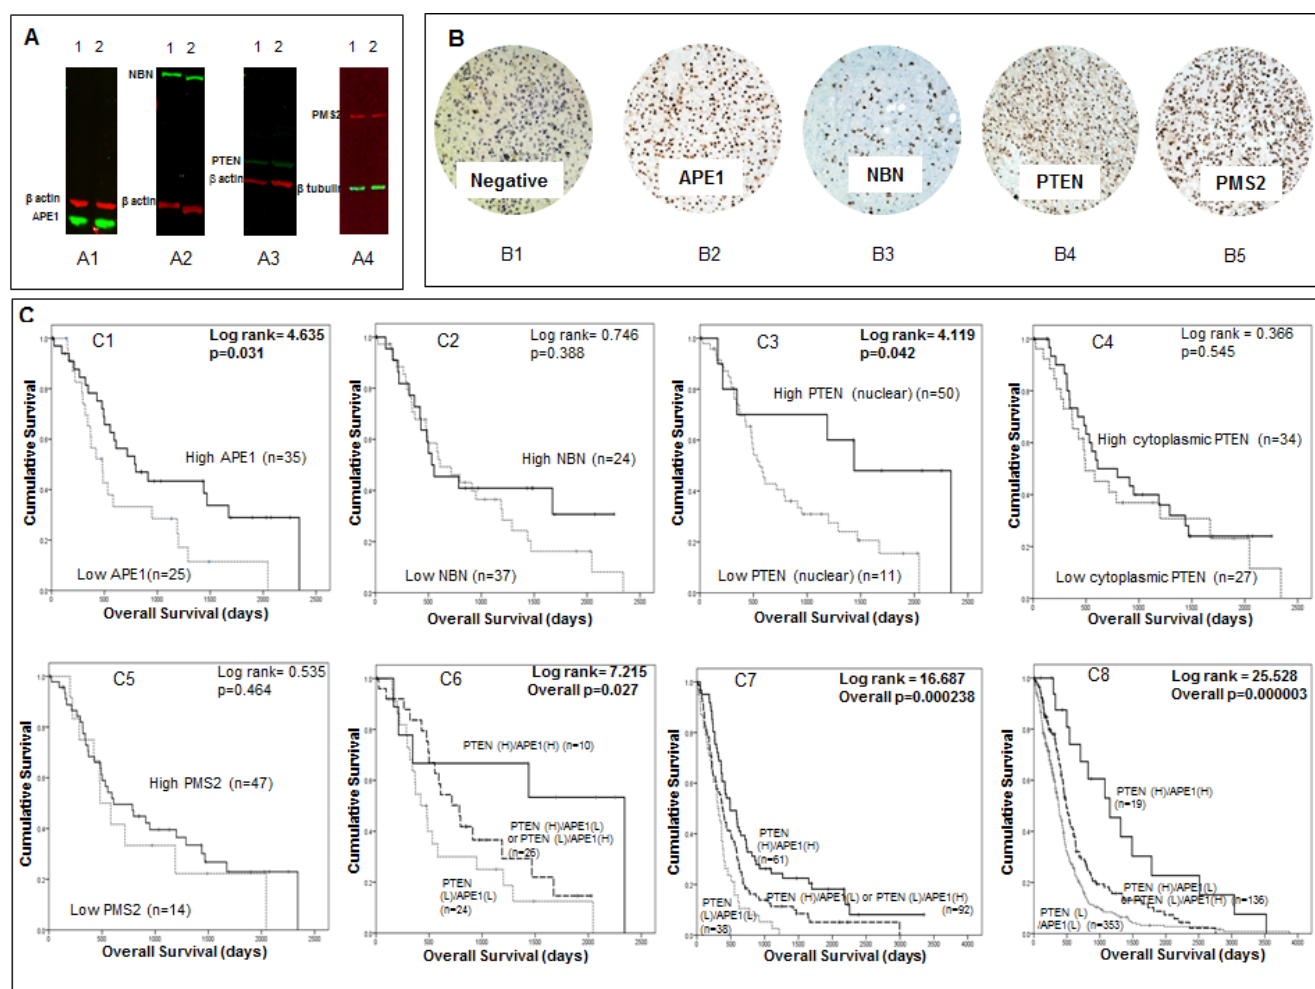 A
1 2
1 2
1 2
1 2
NBN
PMS2
PTEN
β actin
β tubulin
β actin
APE1
β actin
A1
A2
A3
A4
B
Negative
APE1
NBN
PTEN
PMS2
B1
B2
B3
B4
B5
C
C1
Log rank= 4.635
p=0.031
Cumulative Survival
High APE1 (n=35)
Low APE1(n=25)
Overall Survival (days)
C2
Log rank= 0.746
p=0.388
Cumulative Survival
High NBN (n=24)
Low NBN (n=37)
Overall Survival (days)
C3
Log rank= 4.119
p=0.042
Cumulative Survival
High PTEN (nuclear) (n=50)
Low PTEN (nuclear) (n=11)
Overall Survival (days)
C4
Log rank = 0.366
p=0.545
Cumulative Survival
High cytoplasmic PTEN (n=34)
Low cytoplasmic PTEN (n=27)
Overall Survival (days)
C5
Log rank= 0.535
p=0.464
Cumulative Survival
High PMS2 (n=47)
Low PMS2 (n=14)
Overall Survival (days)
C6
Log rank= 7.215
Overall p=0.027
Cumulative Survival
PTEN (H)/APE1(H) (n=10)
PTEN (H)/APE1(L)
or PTEN (L)/APE1(H)
(n=26)
PTEN
(L)/APE1(L)
(n=24)
Overall Survival (days)
C7
Log rank = 16.687
Overall p=0.000238
Cumulative Survival
PTEN
(H)/APE1(H)
(n=61)
PTEN (H)/APE1(L) or PTEN (L)/APE1(H)
(n=92)
PTEN
(L)/APE1(L)
(n=38)
Overall Survival (days)
C8
Log rank = 25.528
Overall p=0.000003
Cumulative Survival
PTEN (H)/APE1(H)
(n=19)
PTEN (H)/APE1(L)
or PTEN (L)/APE1(H) (n=136)
PTEN (L)
/APE1(L) (n=353)
Overall Survival (days)